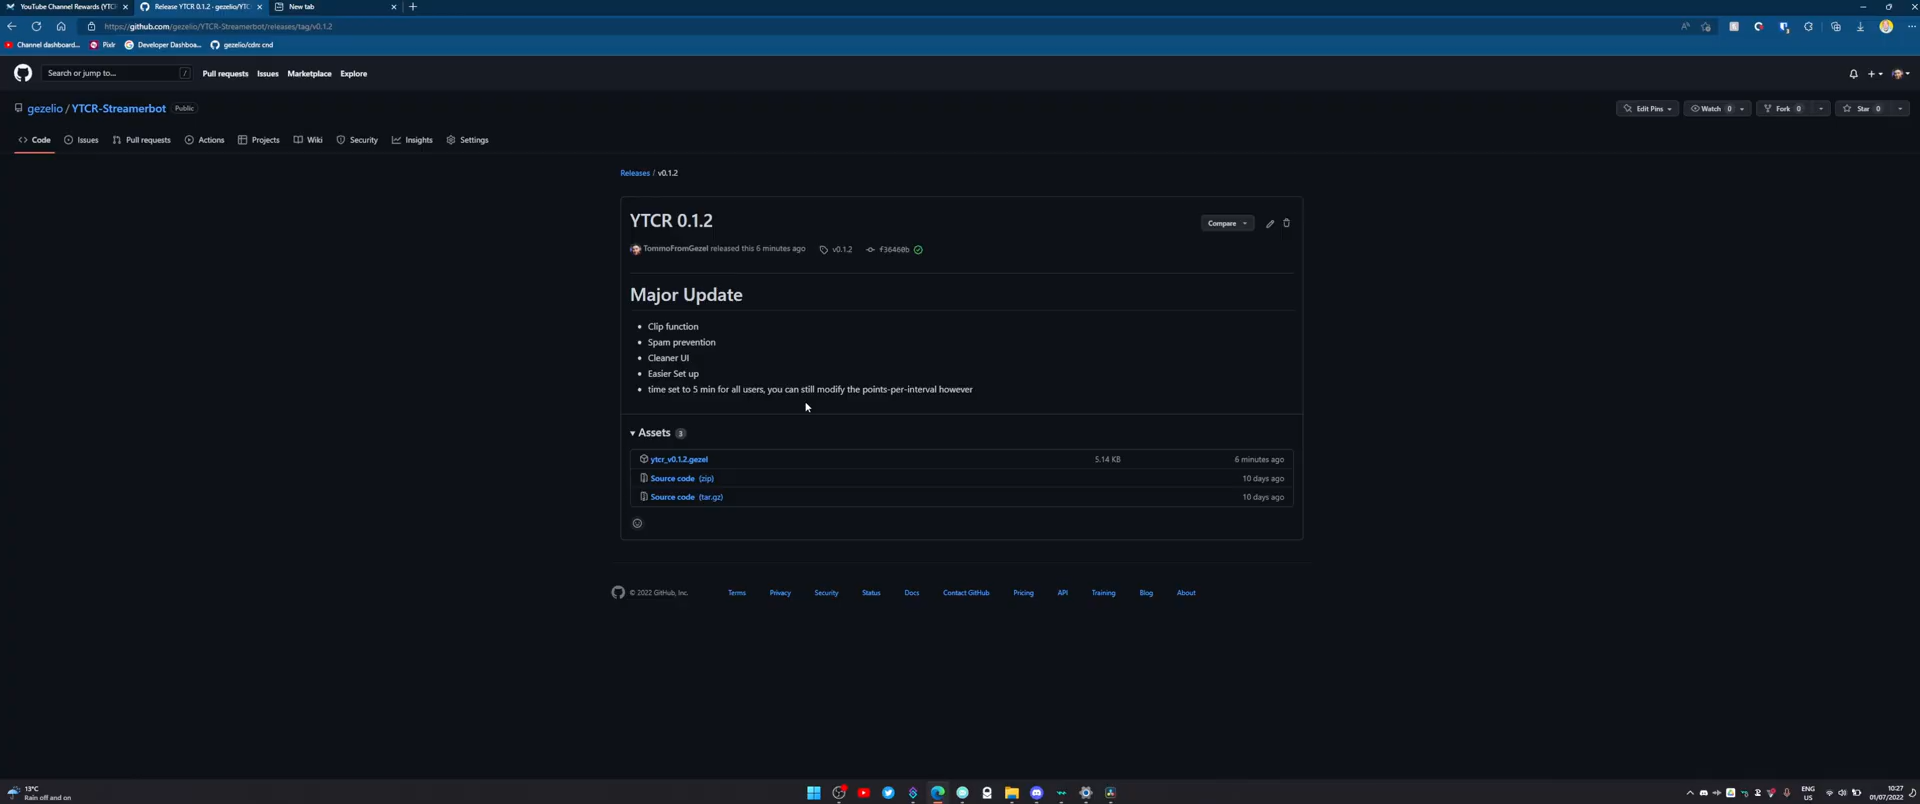 YouTube Channel Rewards (YTC
Release YTCR 0.1.2 · gezelio/YTC
New tab
https://github.com/gezelio/YTCR-Streamerbot/releases/tag/v0.1.2
Channel dashboard...
Pixlr
Developer Dashboa...
gezelio/cdn: cnd
Search or jump to...
/
Pull requests
Issues
Marketplace
Explore
gezelio / YTCR-Streamerbot Public
Edit Pins
Watch 0
Fork 0
Star 0
Code
Issues
Pull requests
Actions
Projects
Wiki
Security
Insights
Settings
Releases / v0.1.2
YTCR 0.1.2
Compare
TommoFromGezel released this 6 minutes ago v0.1.2 f36460b
Major Update
• Clip function
• Spam prevention
• Cleaner UI
• Easier Set up
• time set to 5 min for all users, you can still modify the points-per-interval however
Assets 3
ytcr_v0.1.2.gezel 5.14 KB 6 minutes ago
Source code (zip) 10 days ago
Source code (tar.gz) 10 days ago
© 2022 GitHub, Inc. Terms Privacy Security Status Docs Contact GitHub Pricing API Training Blog About
13°C
Rain off and on
ENG
US
10:27
01/07/2022